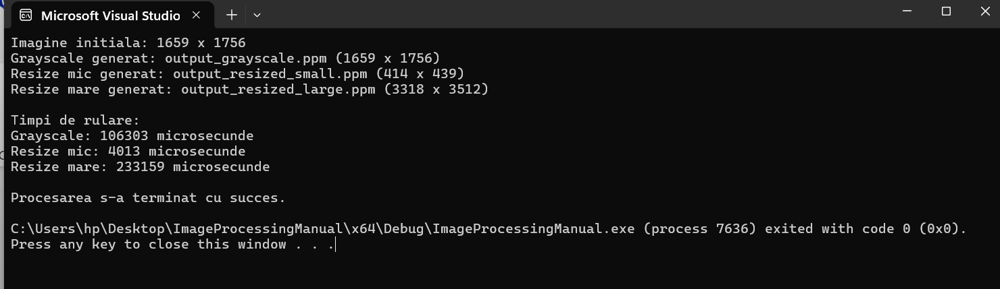 Microsoft Visual Studio
Imagine initiala: 1659 x 1756
Grayscale generat: output_grayscale.ppm (1659 x 1756)
Resize mic generat: output_resized_small.ppm (414 x 439)
Resize mare generat: output_resized_large.ppm (3318 x 3512)
Timpi de rulare:
Grayscale: 106303 microsecunde
Resize mic: 4013 microsecunde
Resize mare: 233159 microsecunde
Procesarea s-a terminat cu succes.
C:\Users\hp\Desktop\ImageProcessingManual\x64\Debug\ImageProcessingManual.exe (process 7636) exited with code 0 (0x0).
Press any key to close this window . . .